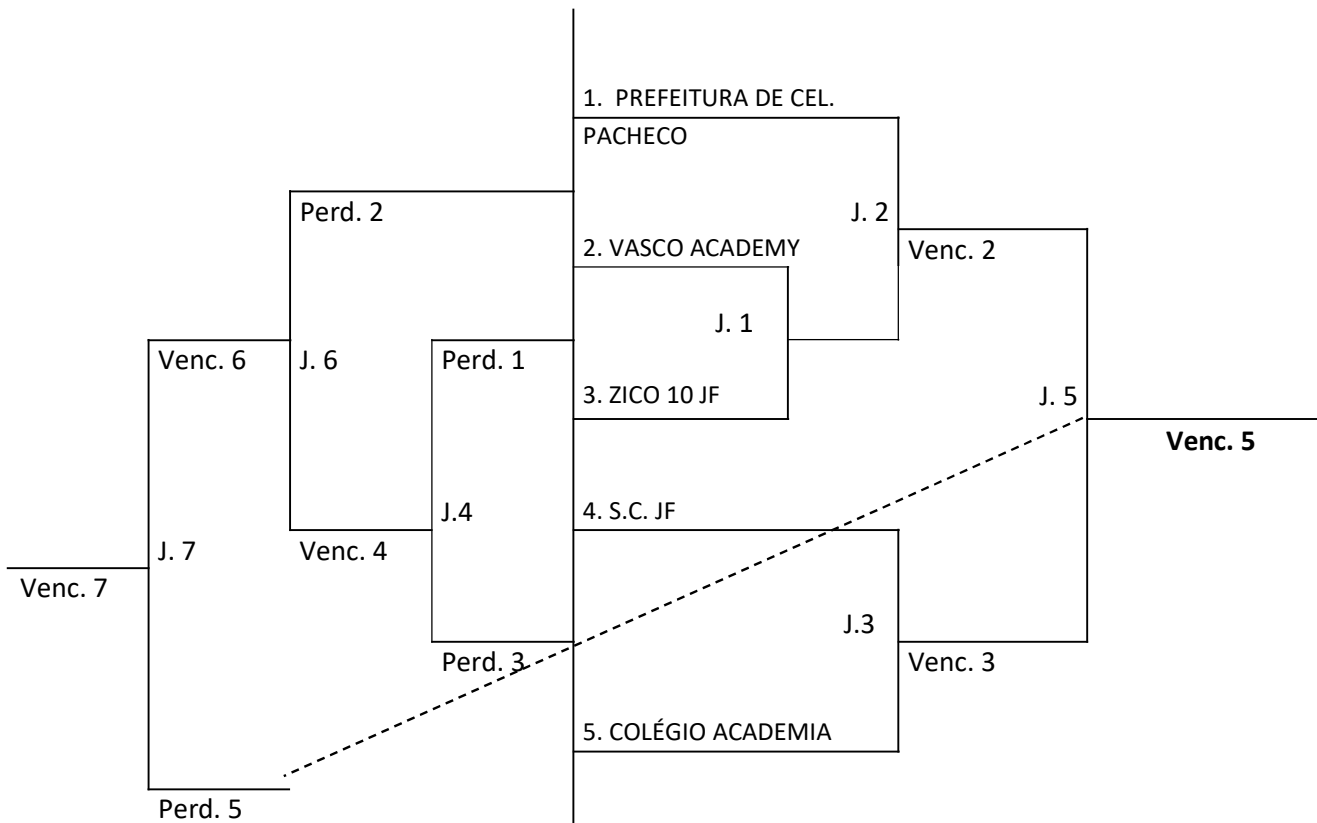 1. PREFEITURA DE CEL.
PACHECO
Perd. 2
J. 2
2. VASCO ACADEMY
Venc. 2
J. 1
Venc. 6
J. 6
Perd. 1
3. ZICO 10 JF
J. 5
Venc. 5
J.4
4. S.C. JF
Venc. 4
J. 7
Venc. 7
J.3
Perd. 3
Venc. 3
5. COLÉGIO ACADEMIA
Perd. 5